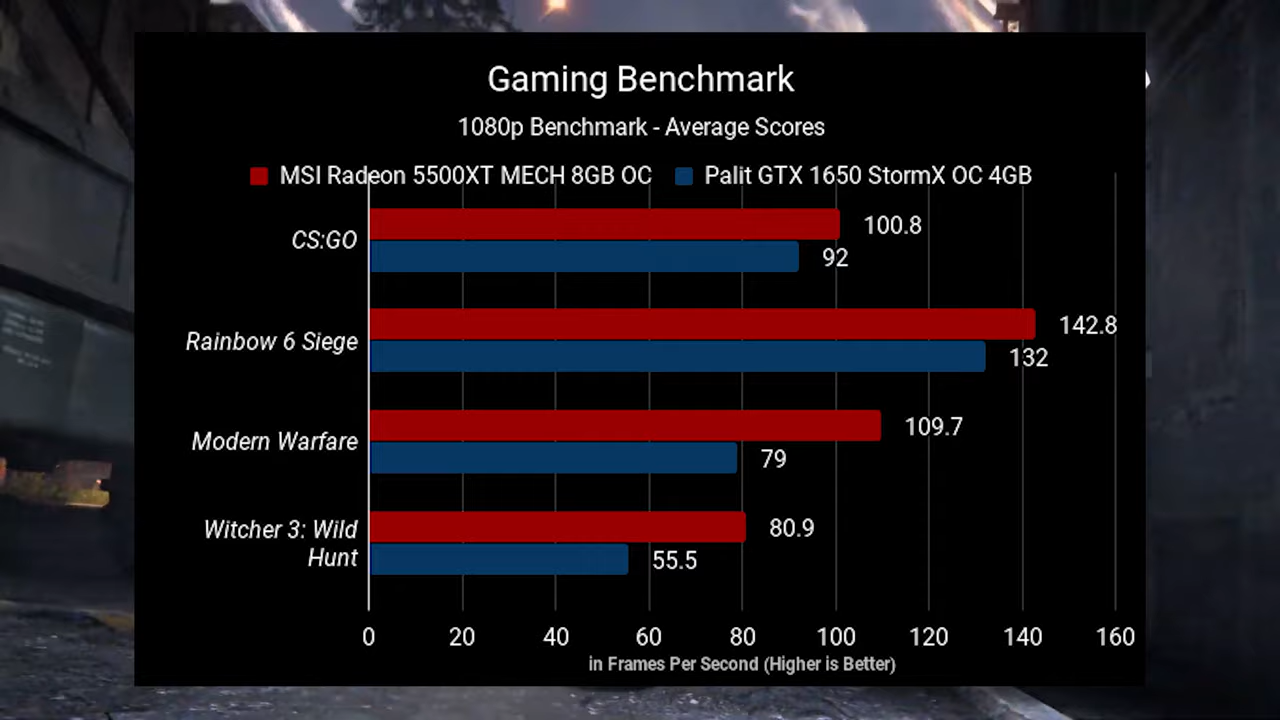 Gaming Benchmark
1080p Benchmark - Average Scores
MSI Radeon 5500XT MECH 8GB OC
Palit GTX 1650 StormX OC 4GB
CS:GO
100.8
92
Rainbow 6 Siege
142.8
132
Modern Warfare
109.7
79
Witcher 3: Wild
Hunt
80.9
55.5
0 20 40 60 80 100 120 140 160
in Frames Per Second (Higher is Better)